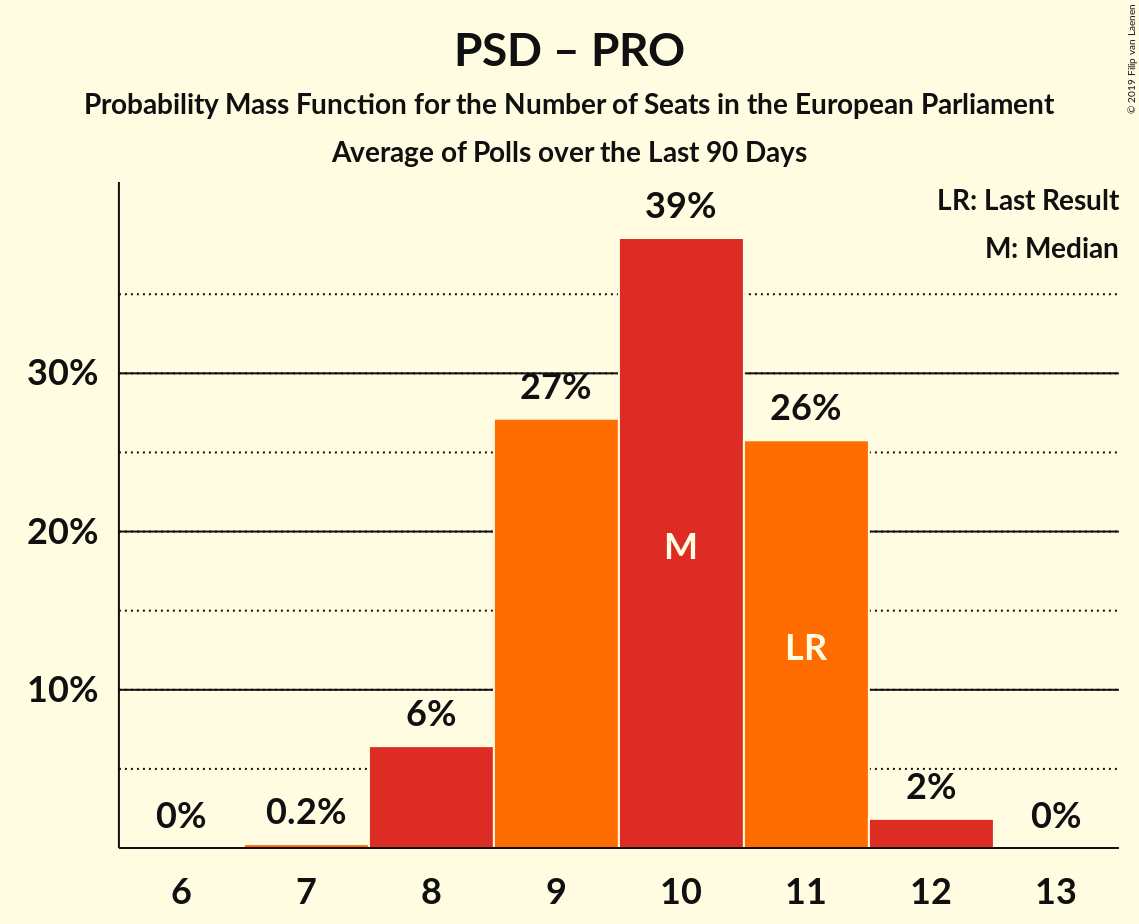 PSD – PRO
Probability Mass Function for the Number of Seats in the European Parliament
Average of Polls over the Last 90 Days
© 2019 Filip van Laenen
LR: Last Result
M: Median
39%
30%
27%
26%
20%
M
LR
10%
6%
2%
0%
0.2%
0%
6 7 8 9 10 11 12 13